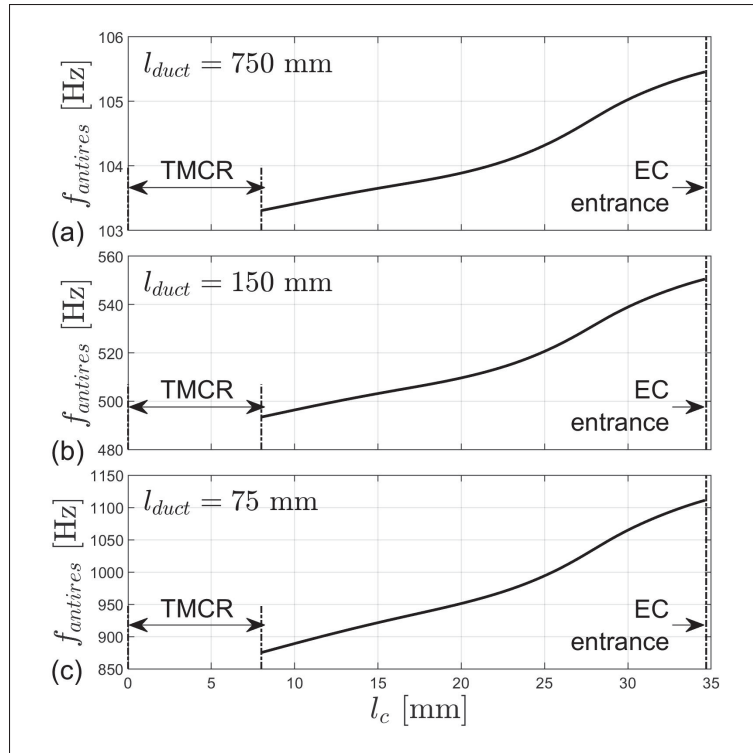 106
105
104
103
f_antires [Hz]
l_duct = 750 mm
TMCR
EC
entrance
(a)
560
540
520
500
480
f_antires [Hz]
l_duct = 150 mm
TMCR
EC
entrance
(b)
1150
1100
1050
1000
950
900
850
f_antires [Hz]
l_duct = 75 mm
TMCR
EC
entrance
(c)
0 5 10 15 20 25 30 35
l_c [mm]